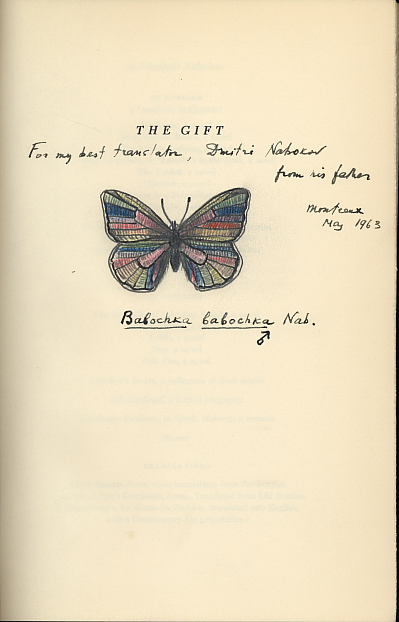 THE GIFT
For my best translator, Dmitri Nabokov
from his father
Montreux
May 1963
Babochka babochka Nab.
♂